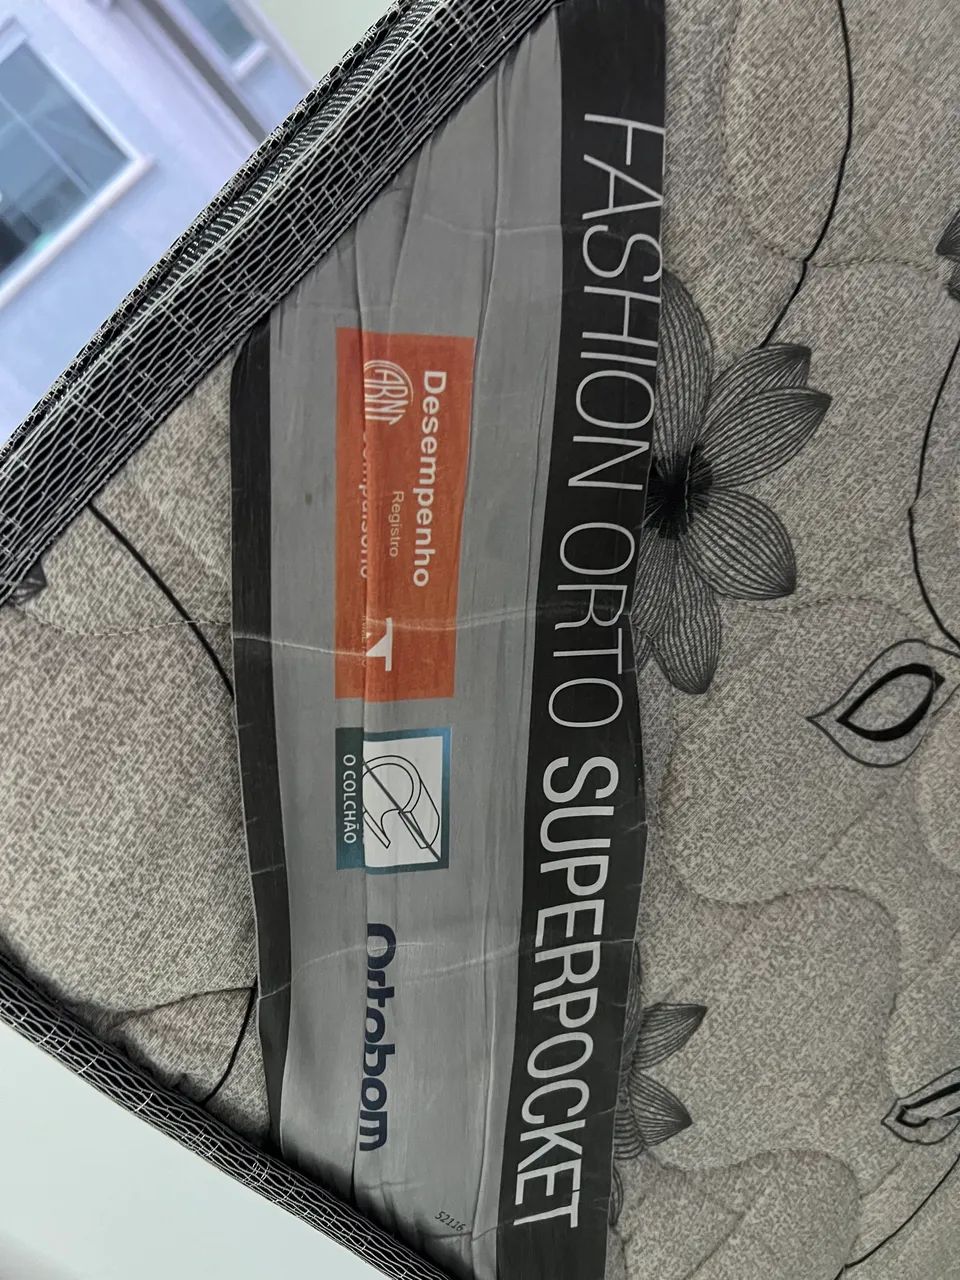 FASHION ORTO SUPERPOCKET
Desempenho
Registro
O COLCHÃO
Ortobom
52116